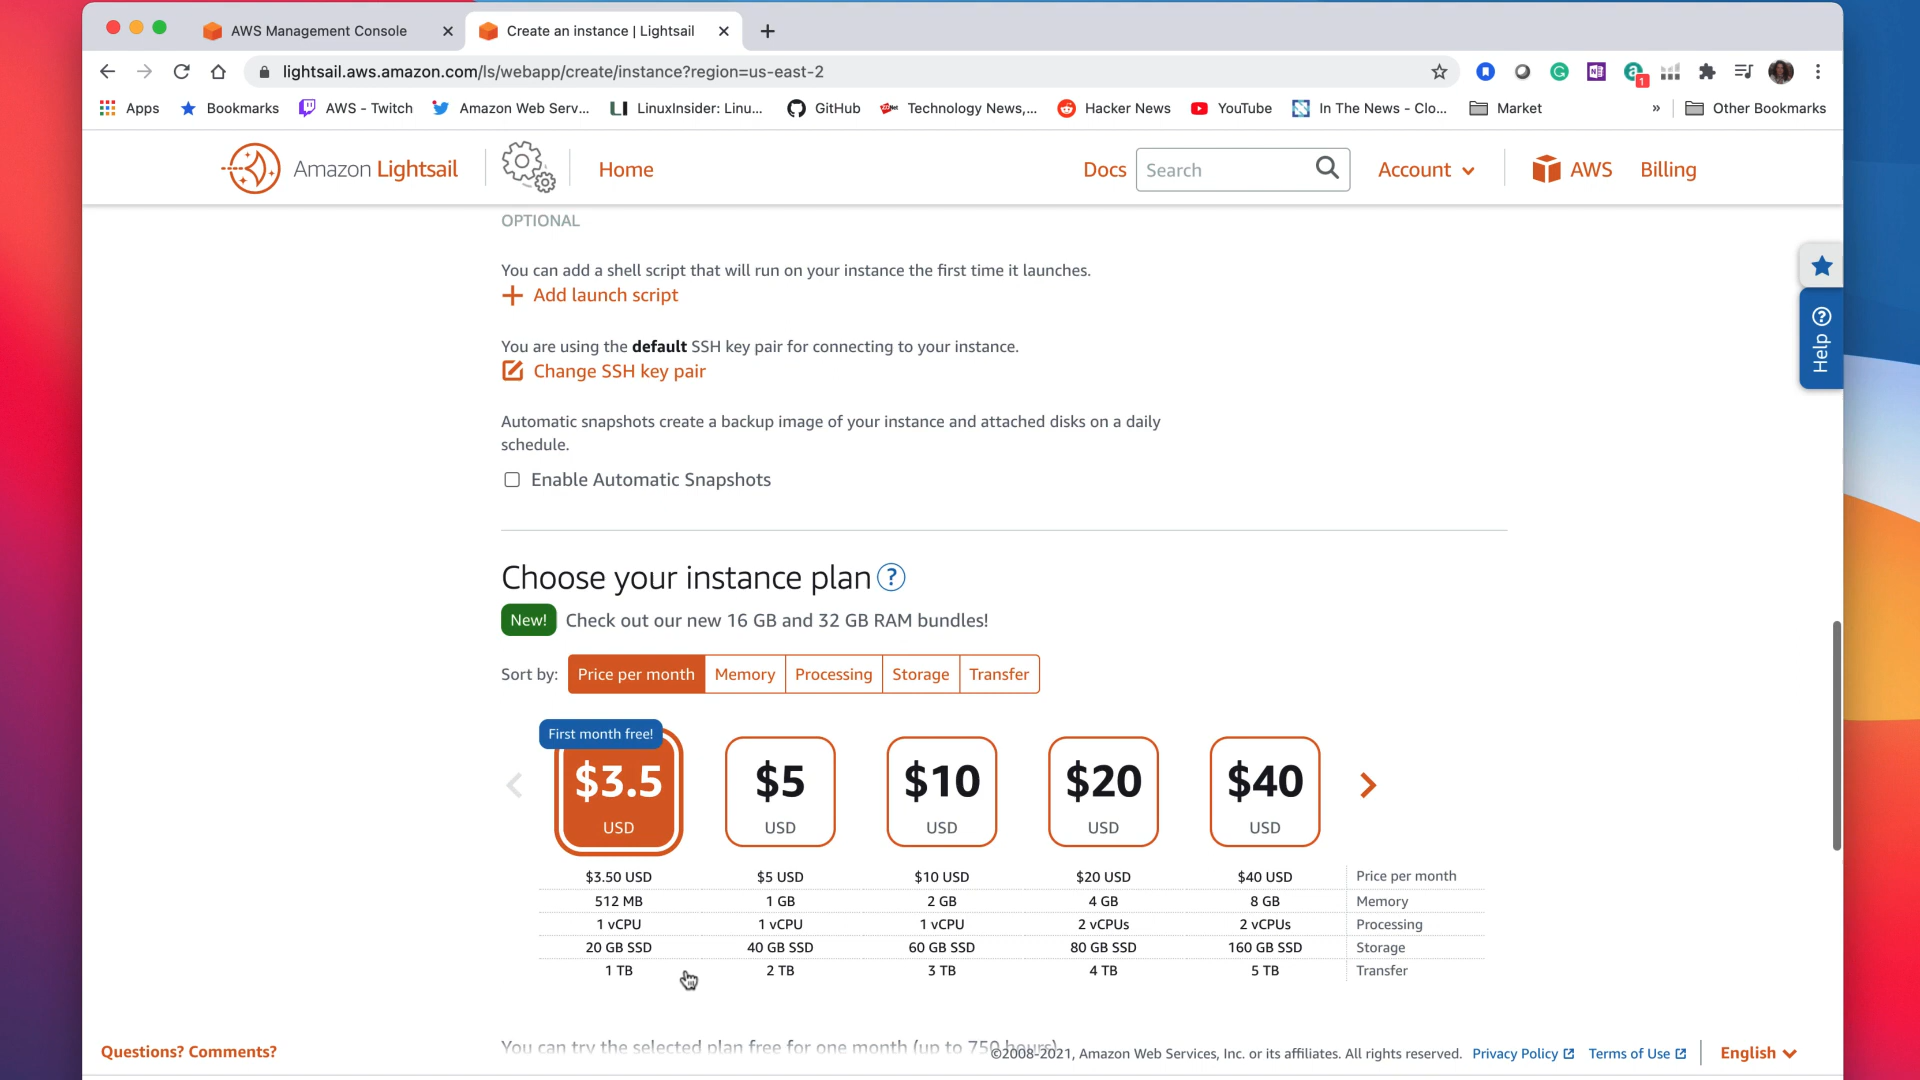 AWS Management Console
Create an instance | Lightsail
lightsail.aws.amazon.com/ls/webapp/create/instance?region=us-east-2
1
Apps Bookmarks AWS - Twitch Amazon Web Serv... LinuxInsider: Linu... GitHub Technology News,... Hacker News YouTube In The News - Clo... Market » Other Bookmarks
Amazon Lightsail Home Docs Search Account AWS Billing
OPTIONAL
You can add a shell script that will run on your instance the first time it launches.
Add launch script
You are using the default SSH key pair for connecting to your instance.
Change SSH key pair
Automatic snapshots create a backup image of your instance and attached disks on a daily
schedule.
Enable Automatic Snapshots
Help ?
Choose your instance plan ?
New! Check out our new 16 GB and 32 GB RAM bundles!
Sort by: Price per month Memory Processing Storage Transfer
First month free!
$3.5 $5 $10 $20 $40
USD USD USD USD USD
$3.50 USD $5 USD $10 USD $20 USD $40 USD Price per month
512 MB 1 GB 2 GB 4 GB 8 GB Memory
1 vCPU 1 vCPU 1 vCPU 2 vCPUs 2 vCPUs Processing
20 GB SSD 40 GB SSD 60 GB SSD 80 GB SSD 160 GB SSD Storage
1 TB 2 TB 3 TB 4 TB 5 TB Transfer
You can try the selected plan free for one month (up to 750 hours).
Questions? Comments? ©2008-2021, Amazon Web Services, Inc. or its affiliates. All rights reserved. Privacy Policy Terms of Use English